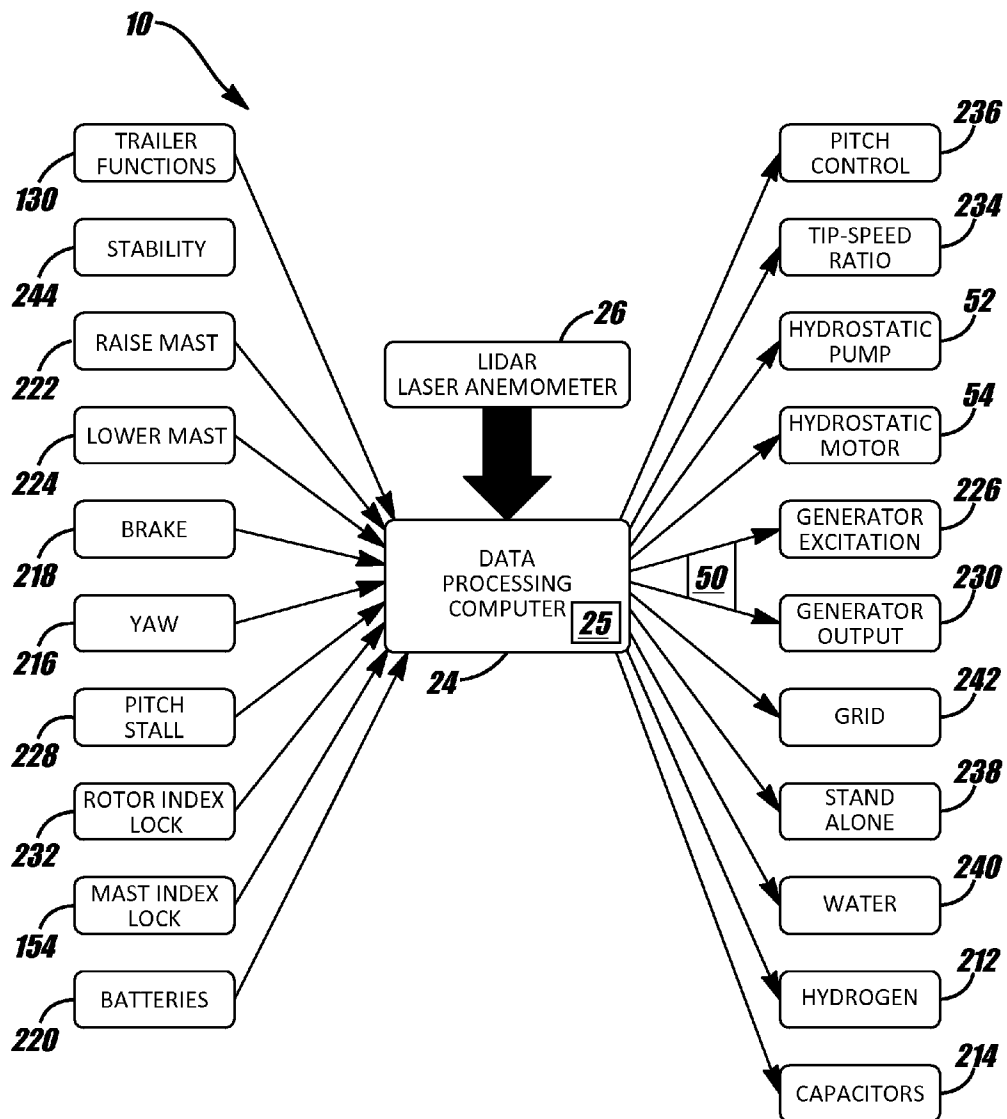 10
TRAILER
FUNCTIONS
130
STABILITY
244
RAISE MAST
222
LOWER MAST
224
BRAKE
218
YAW
216
PITCH
STALL
228
ROTOR INDEX
LOCK
232
MAST INDEX
LOCK
154
BATTERIES
220
26
LIDAR
LASER ANEMOMETER
DATA
PROCESSING
COMPUTER
25
24
50
236
PITCH
CONTROL
234
TIP-SPEED
RATIO
52
HYDROSTATIC
PUMP
54
HYDROSTATIC
MOTOR
226
GENERATOR
EXCITATION
230
GENERATOR
OUTPUT
242
GRID
238
STAND
ALONE
240
WATER
212
HYDROGEN
214
CAPACITORS